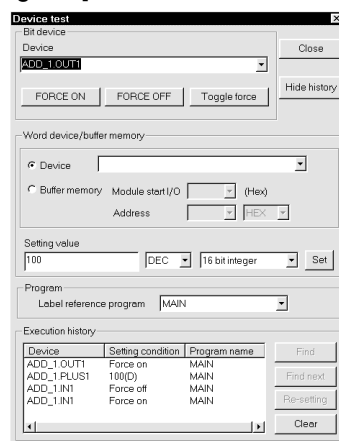 Device test
Bit device
Device
Close
ADD_1.OUT1
FORCE ON FORCE OFF Toggle force Hide history
Word device/buffer memory
Device
Buffer memory Module start I/O (Hex)
Address HEX
Setting value
100 DEC 16 bit integer Set
Program
Label reference program MAIN
Execution history
Device Setting condition Program name Find
ADD_1.OUT1 Force on MAIN
ADD_1.PLUS1 100(D) MAIN Find next
ADD_1.IN1 Force off MAIN
ADD_1.IN1 Force on MAIN Re-setting
Clear